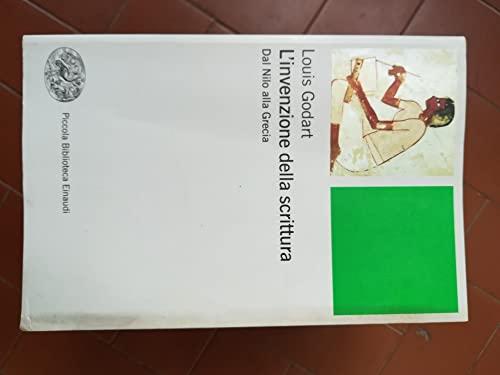 Louis Godart
L'invenzione della scrittura
Dal Nilo alla Grecia
Piccola Biblioteca Einaudi